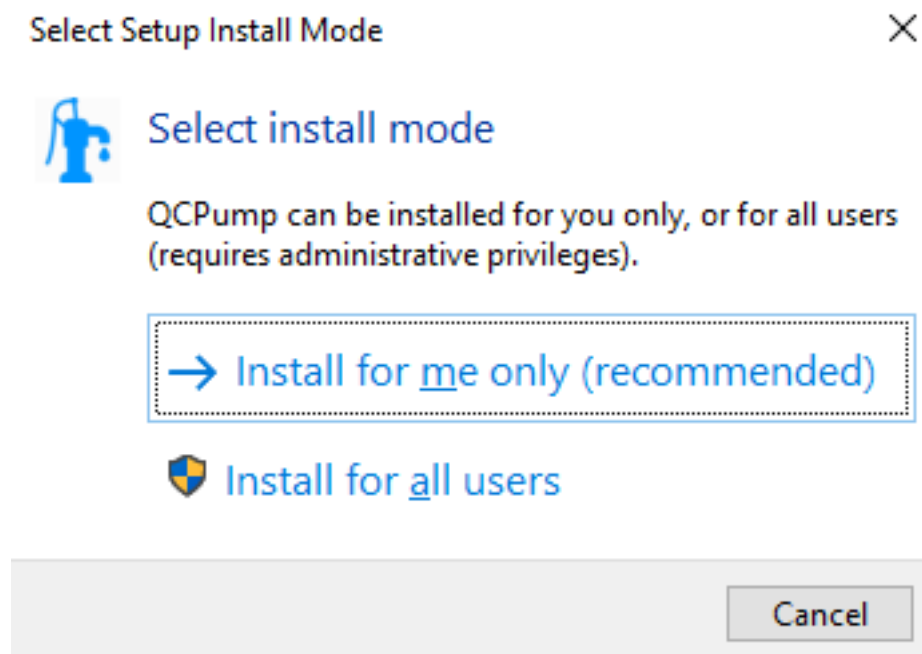 Select Setup Install Mode
Select install mode
QCPump can be installed for you only, or for all users
(requires administrative privileges).
Install for me only (recommended)
Install for all users
Cancel